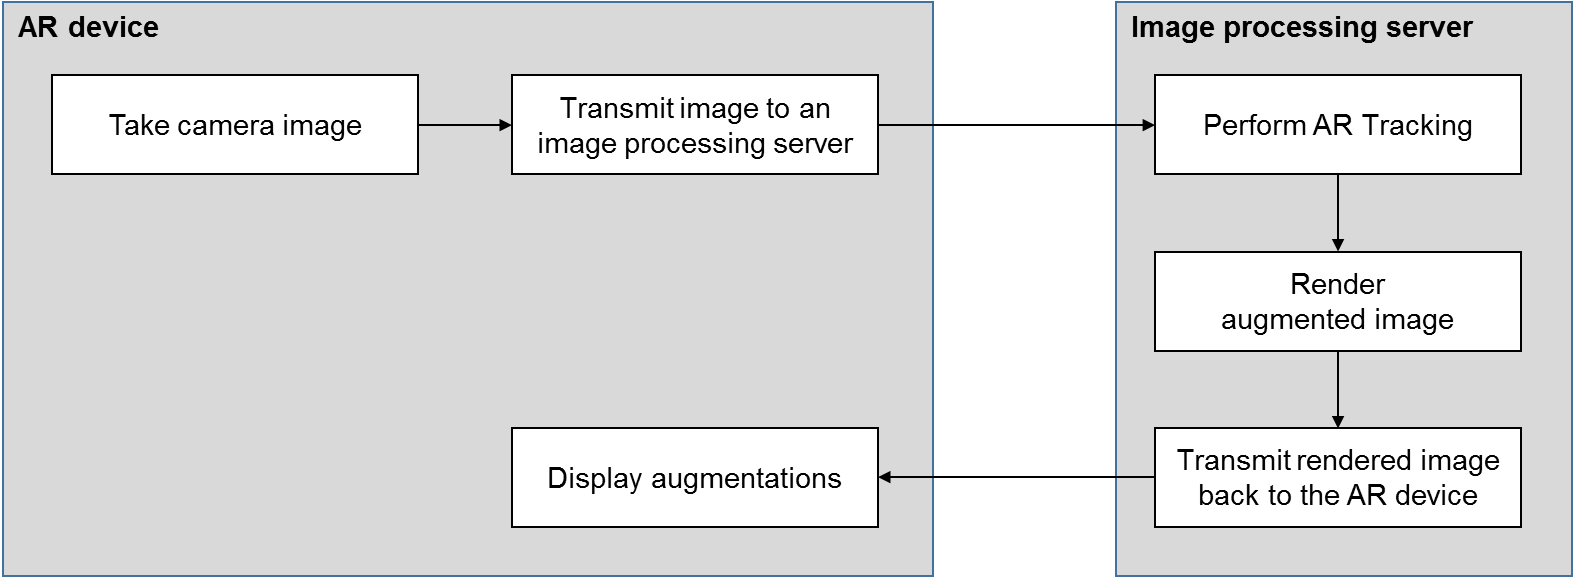 AR device
Take camera image
Transmit image to an
image processing server
Image processing server
Perform AR Tracking
Render
augmented image
Transmit rendered image
back to the AR device
Display augmentations